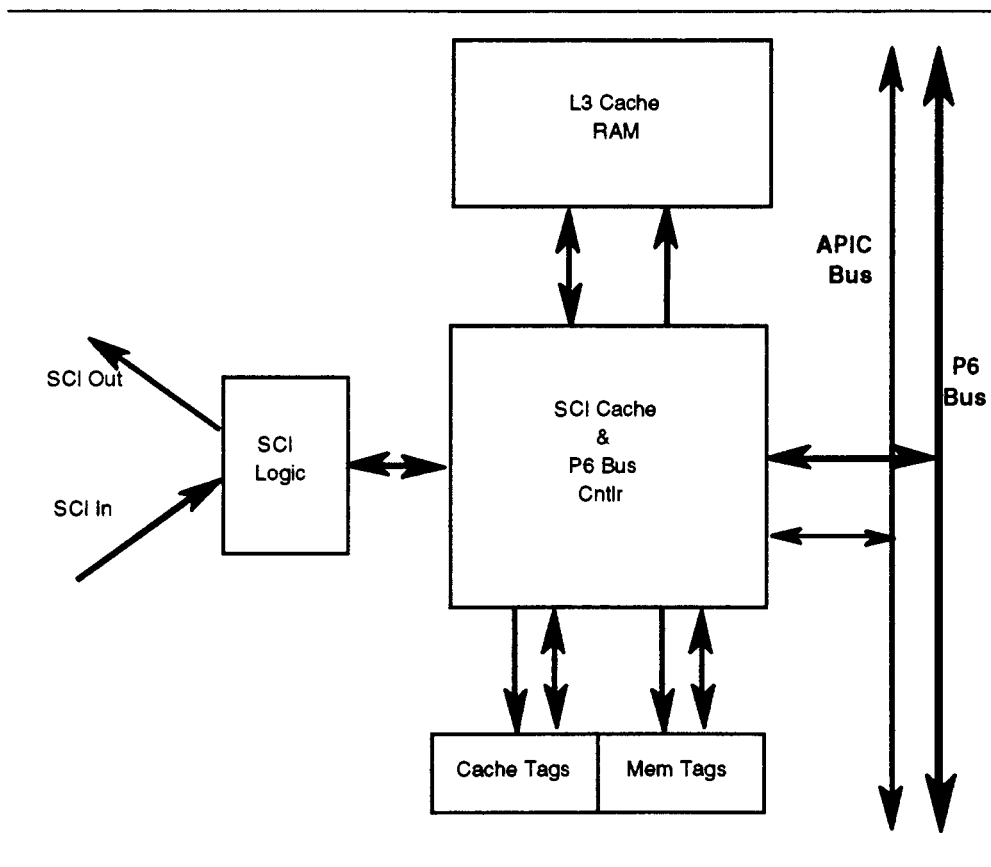 L3 Cache
RAM
APIC
Bus
P6
Bus
SCI Out
SCI
Logic
SCI In
SCI Cache
&
P6 Bus
Cntlr
Cache Tags
Mem Tags